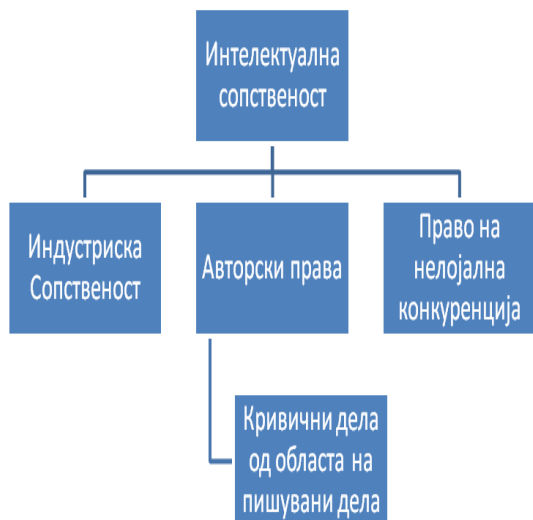 Интелектуална
сопственост
Индустриска
Сопственост
Авторски права
Право на
нелојална
конкуренција
Кривични дела
од областа на
пишувани дела